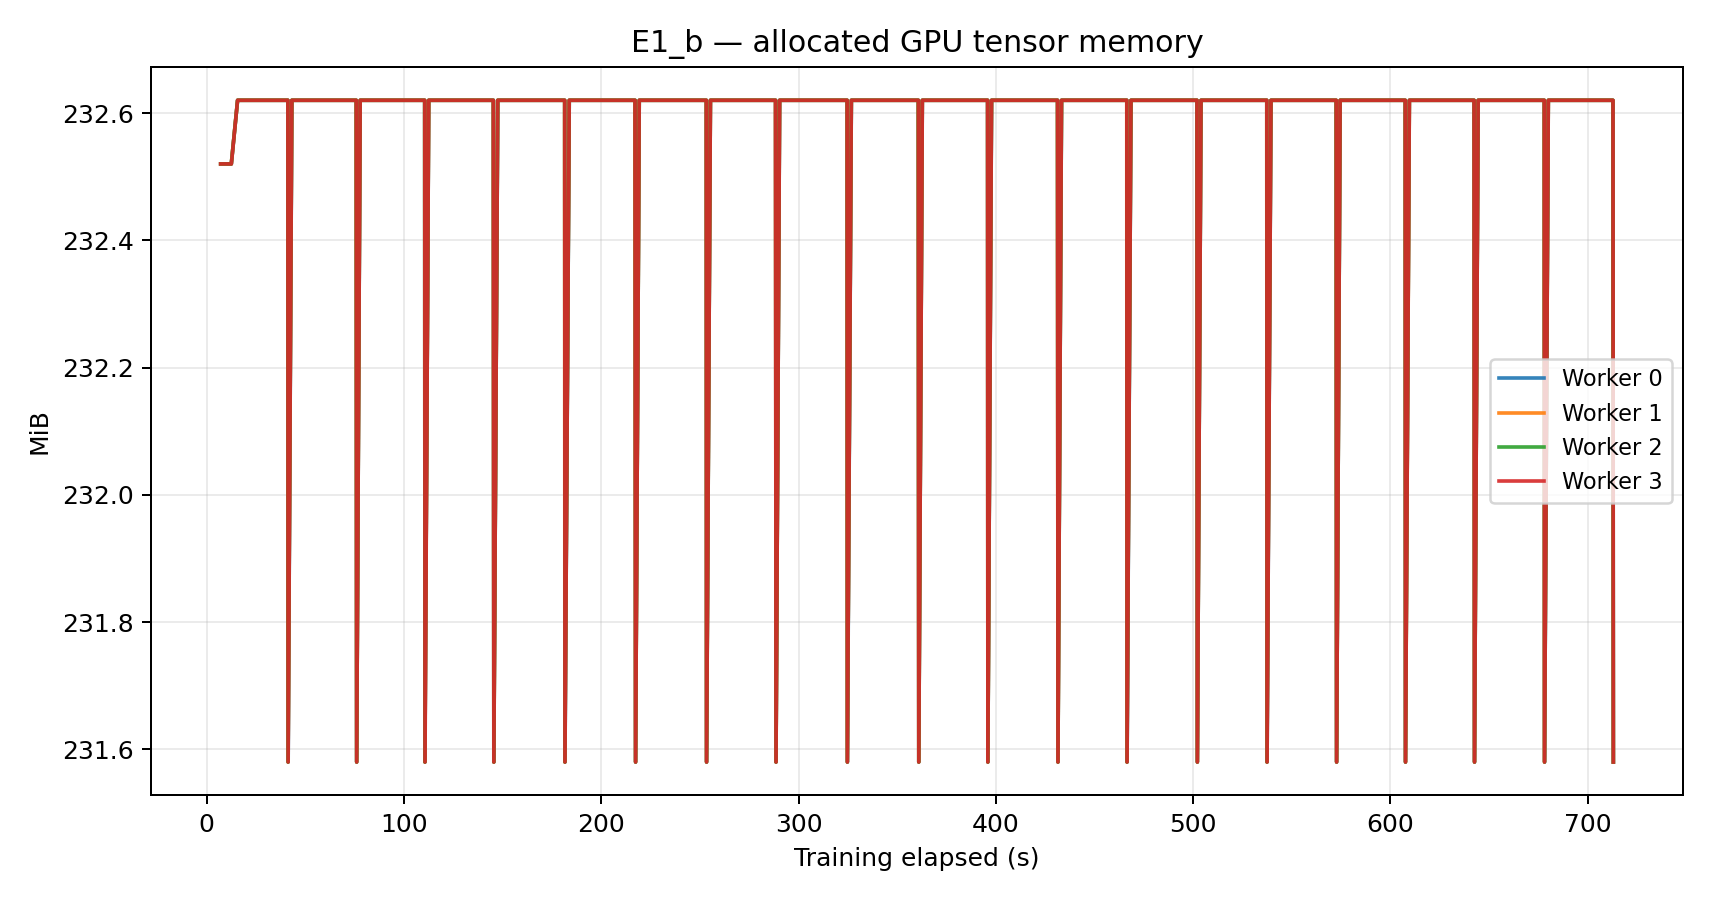 E1_b — allocated GPU tensor memory
232.6
232.4
232.2
232.0
231.8
231.6
MiB
Worker 0
Worker 1
Worker 2
Worker 3
0 100 200 300 400 500 600 700
Training elapsed (s)